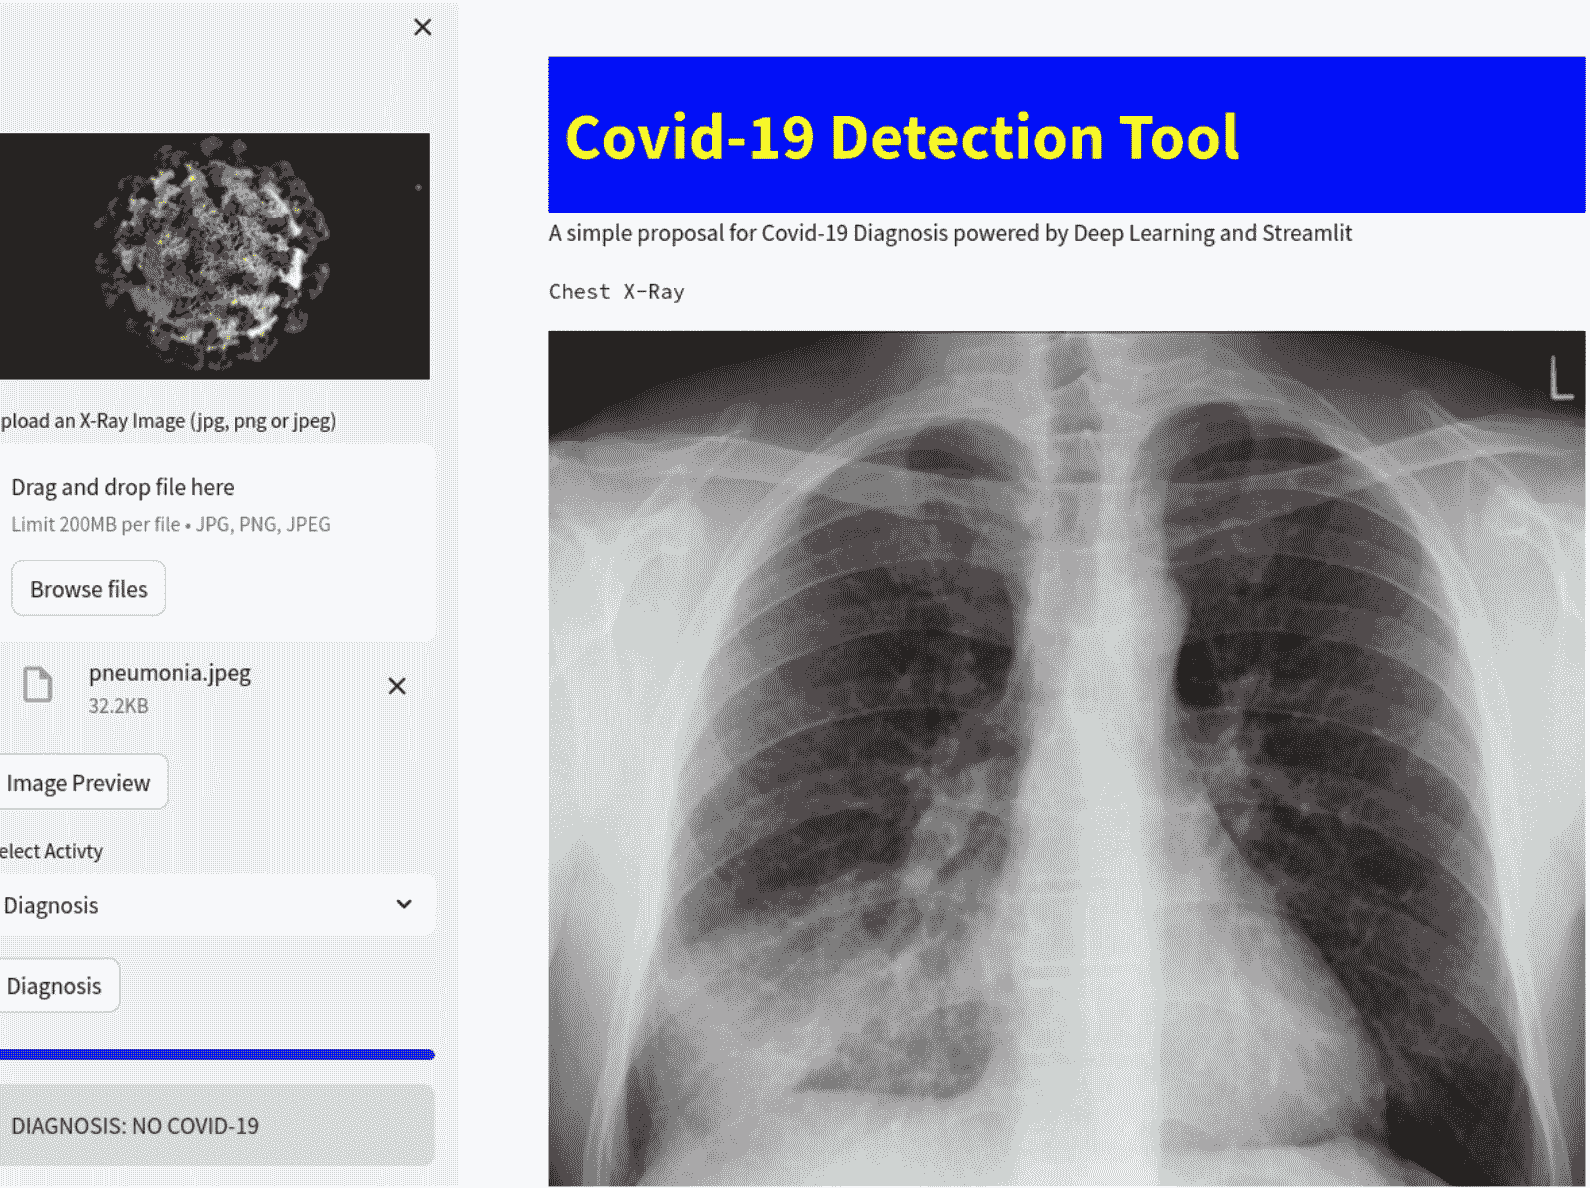 ×
pload an X-Ray Image (jpg, png or jpeg)
Drag and drop file here
Limit 200MB per file • JPG, PNG, JPEG
Browse files
pneumonia.jpeg
×
32.2KB
Image Preview
elect Activty
Diagnosis
Diagnosis
DIAGNOSIS: NO COVID-19
Covid-19 Detection Tool
A simple proposal for Covid-19 Diagnosis powered by Deep Learning and Streamlit
Chest X-Ray
L